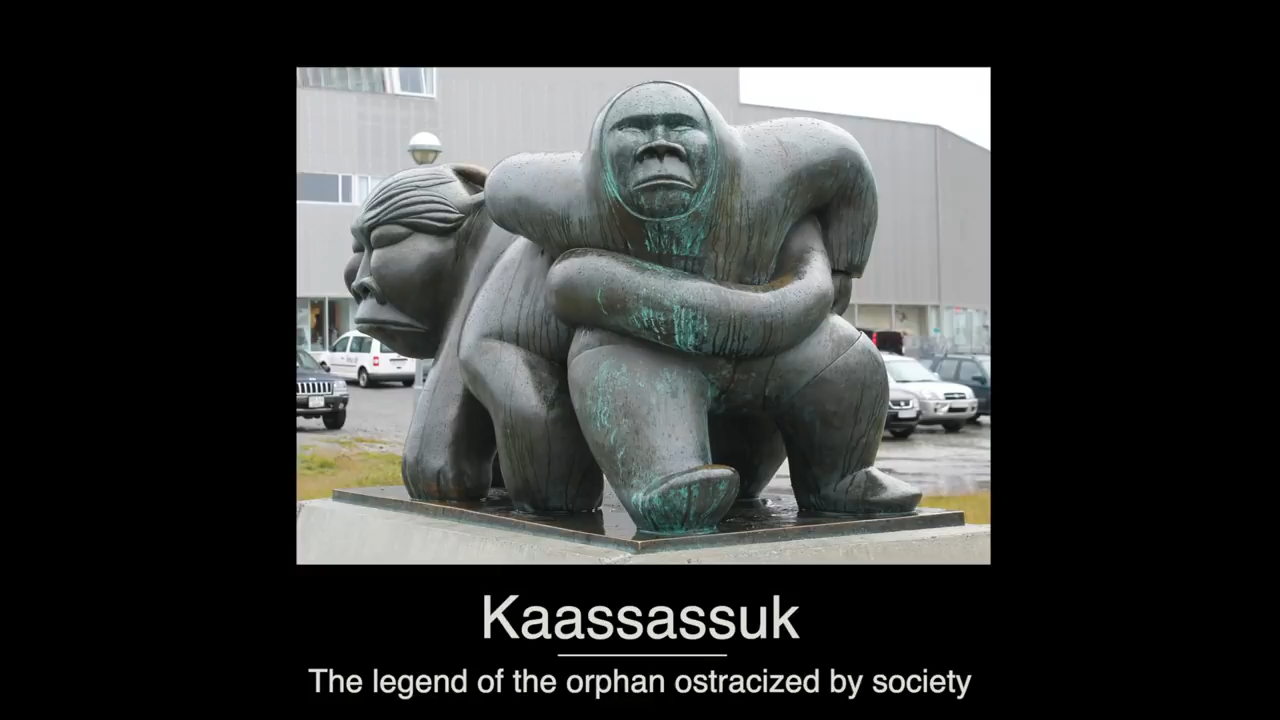 Kaassassuk
The legend of the orphan ostracized by society